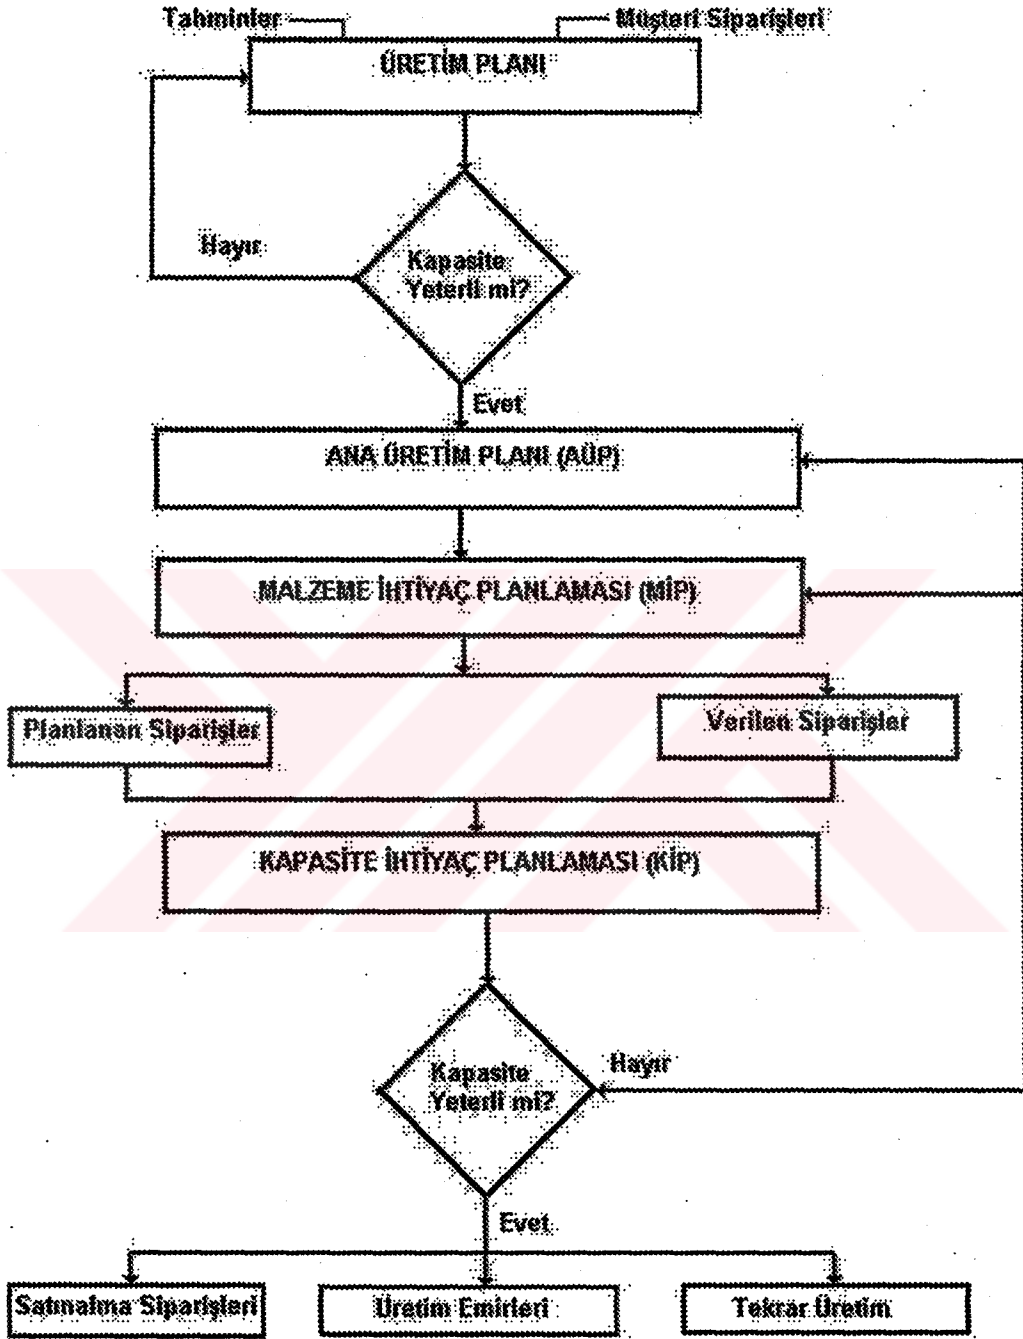 Tahminler
Müşteri Siparişleri
ÜRETİM PLANI
Hayır
Kapasite
Yeterli mi?
Evet
ANA ÜRETİM PLANI (AÜP)
MALZEME İHTİYAÇ PLANLAMASI (MİP)
Planlanan Siparişler
Verilen Siparişler
KAPASİTE İHTİYAÇ PLANLAMASI (KİP)
Kapasite
Yeterli mi?
Hayır
Evet
Satınalma Siparişleri
Üretim Emirleri
Tekrar Üretim